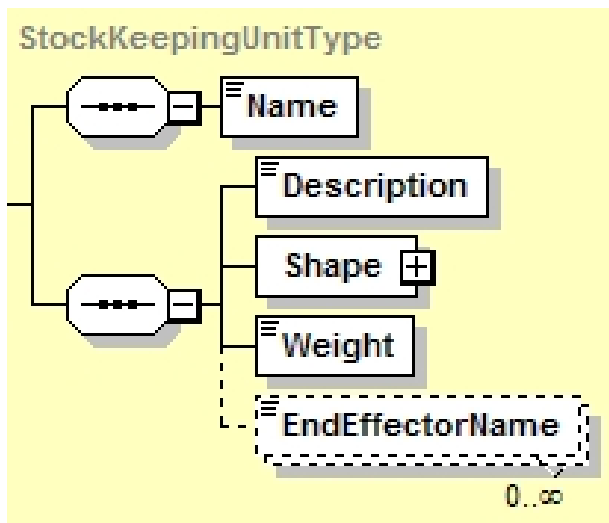 StockKeepingUnitType
Name
Description
Shape
Weight
EndEffectorName
0..∞